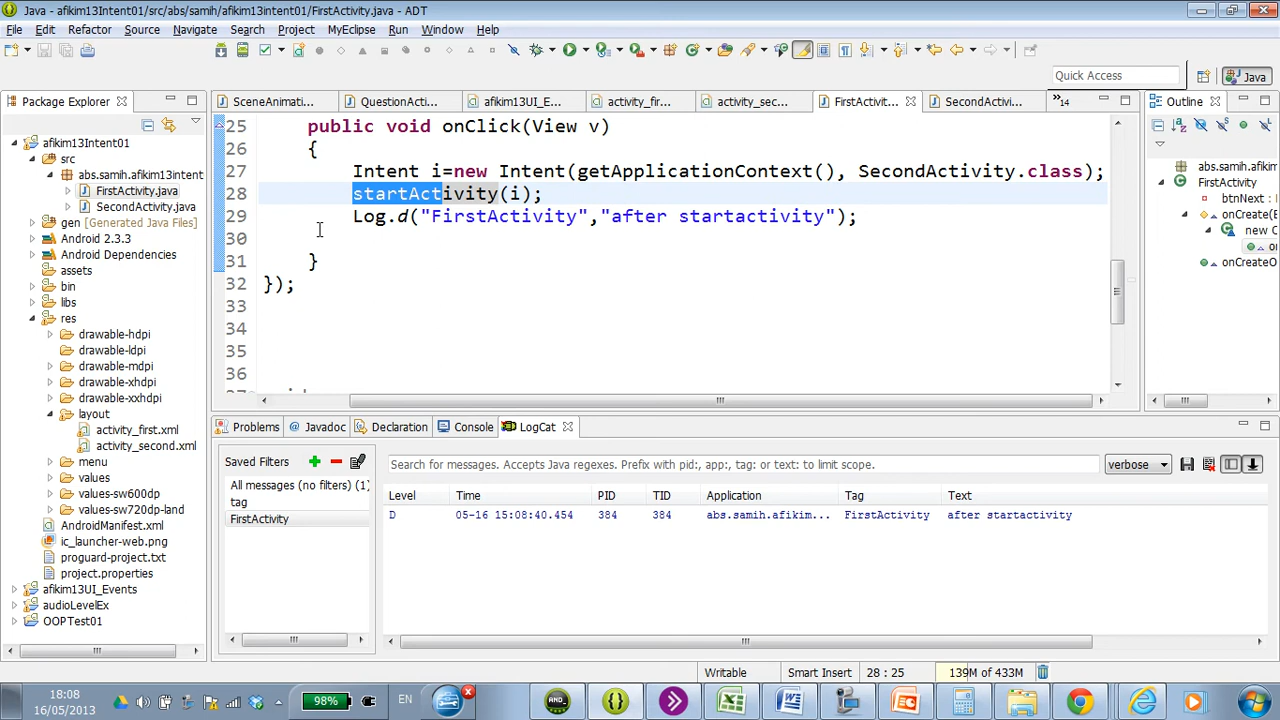 Java - afikim13Intent01/src/abs/samih/afikim13intent01/FirstActivity.java - ADT
File Edit Refactor Source Navigate Search Project MyEclipse Run Window Help
Quick Access
Java
Package Explorer
SceneAnimati...
QuestionActi...
afikim13UI_E...
activity_fir...
activity_sec...
FirstActivit...
SecondActivi...
»14
Outline
afikim13Intent01
src
abs.samih.afikim13intent
FirstActivity.java
SecondActivity.java
gen [Generated Java Files]
Android 2.3.3
Android Dependencies
assets
bin
libs
res
drawable-hdpi
drawable-ldpi
drawable-mdpi
drawable-xhdpi
drawable-xxhdpi
layout
activity_first.xml
activity_second.xml
menu
values
values-sw600dp
values-sw720dp-land
AndroidManifest.xml
ic_launcher-web.png
proguard-project.txt
project.properties
afikim13UI_Events
audioLevelEx
OOPTest01
25 public void onClick(View v)
26 {
27 Intent i=new Intent(getApplicationContext(), SecondActivity.class);
28 startActivity(i);
29 Log.d("FirstActivity","after startactivity");
30
31 }
32 });
33
34
35
36
abs.samih.afikim13
FirstActivity
btnNext
onCreate(
new C
onCreateO
Problems Javadoc Declaration Console LogCat
Saved Filters
All messages (no filters) (1)
tag
FirstActivity
Search for messages. Accepts Java regexes. Prefix with pid:, app:, tag: or text: to limit scope.
verbose
Level Time PID TID Application Tag Text
D 05-16 15:08:40.454 384 384 abs.samih.afikim... FirstActivity after startactivity
Writable Smart Insert 28 : 25 139M of 433M
18:08
16/05/2013
98%
EN